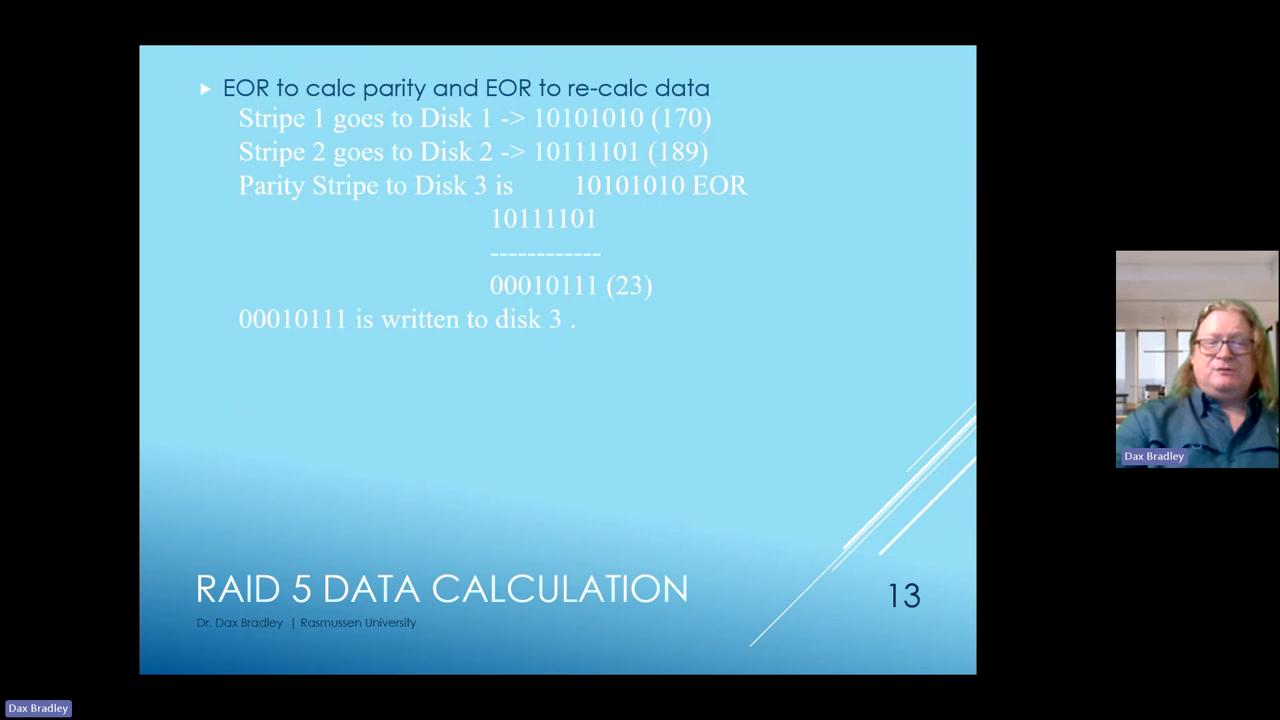 EOR to calc parity and EOR to re-calc data
Stripe 1 goes to Disk 1 -> 10101010 (170)
Stripe 2 goes to Disk 2 -> 10111101 (189)
Parity Stripe to Disk 3 is 10101010 EOR
10111101
------------
00010111 (23)
00010111 is written to disk 3 .
RAID 5 DATA CALCULATION
13
Dr. Dax Bradley | Rasmussen University
Dax Bradley
Dax Bradley